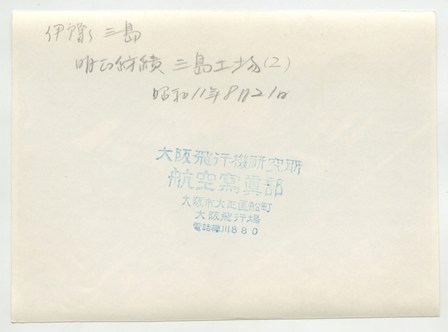 伊予 三島
明正紡績 三島工場(2)
昭和11年8月21日
大阪飛行機研究所
航空寫眞部
大阪市大正區船町
大阪飛行場
電話櫻川880